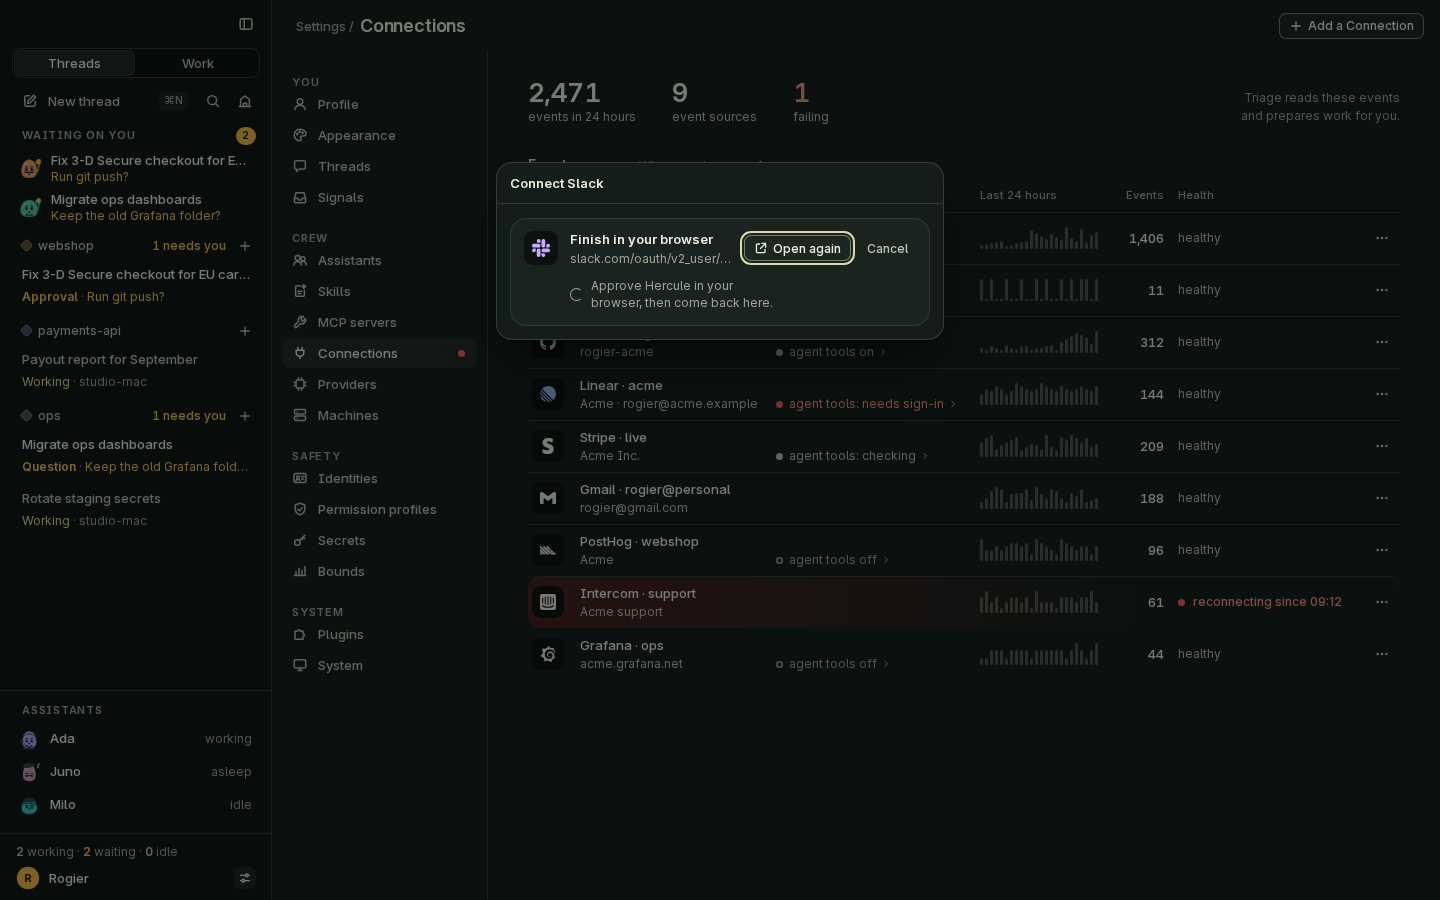 Threads
Work
New thread
⌘N
WAITING ON YOU
2
Fix 3-D Secure checkout for E...
Run git push?
Migrate ops dashboards
Keep the old Grafana folder?
webshop
1 needs you
Fix 3-D Secure checkout for EU car...
Approval · Run git push?
payments-api
Payout report for September
Working · studio-mac
ops
1 needs you
Migrate ops dashboards
Question · Keep the old Grafana fold...
Rotate staging secrets
Working · studio-mac
ASSISTANTS
Ada
working
Juno
asleep
Milo
idle
2 working · 2 waiting · 0 idle
R
Rogier
Settings / Connections
Add a Connection
YOU
Profile
Appearance
Threads
Signals
CREW
Assistants
Skills
MCP servers
Connections
Providers
Machines
SAFETY
Identities
Permission profiles
Secrets
Bounds
SYSTEM
Plugins
System
2,471
events in 24 hours
9
event sources
1
failing
Triage reads these events
and prepares work for you.
Connect Slack
Finish in your browser
slack.com/oauth/v2_user/...
Open again
Cancel
Approve Hercule in your
browser, then come back here.
Last 24 hours
Events
Health
1,406
healthy
11
healthy
rogier-acme
agent tools on
312
healthy
Linear · acme
Acme · rogier@acme.example
agent tools: needs sign-in
144
healthy
Stripe · live
Acme Inc.
agent tools: checking
209
healthy
Gmail · rogier@personal
rogier@gmail.com
188
healthy
PostHog · webshop
Acme
agent tools off
96
healthy
Intercom · support
Acme support
61
reconnecting since 09:12
Grafana · ops
acme.grafana.net
agent tools off
44
healthy